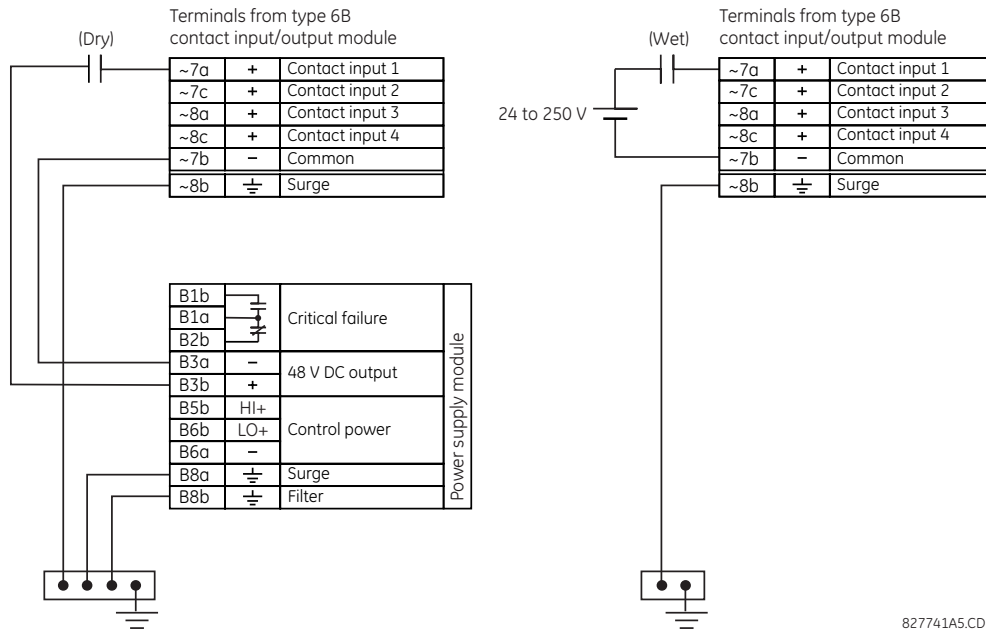 Terminals from type 6B
contact input/output module
(Dry)
~7a + Contact input 1
~7c + Contact input 2
~8a + Contact input 3
~8c + Contact input 4
~7b – Common
~8b Surge
B1b
B1a
B2b
Critical failure
B3a –
B3b +
48 V DC output
B5b HI+
B6b LO+
B6a –
Control power
B8a Surge
B8b Filter
Power supply module
Terminals from type 6B
contact input/output module
(Wet)
24 to 250 V
~7a + Contact input 1
~7c + Contact input 2
~8a + Contact input 3
~8c + Contact input 4
~7b – Common
~8b Surge
827741A5.CD